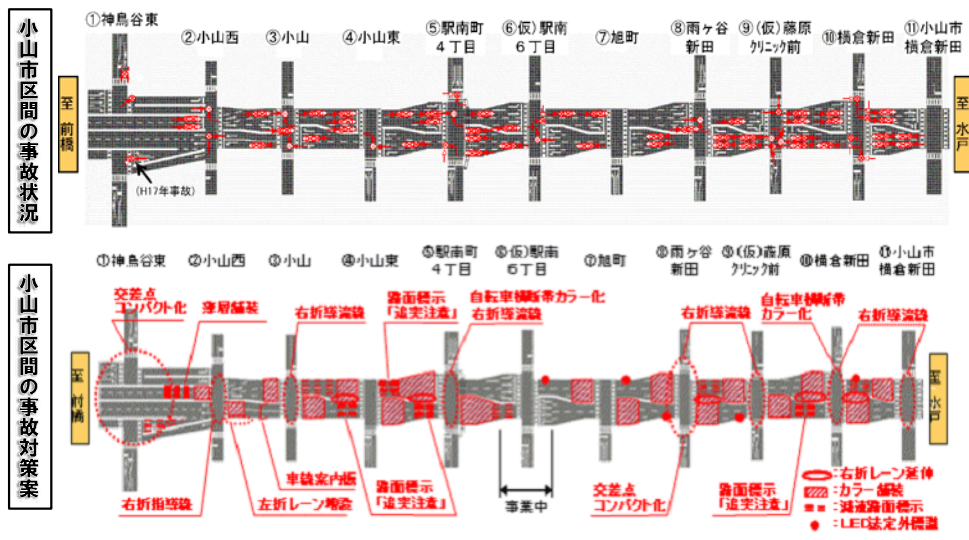 小山市区間の事故状況
①神鳥谷東
②小山西
③小山
④小山東
⑤駅南町
４丁目
⑥(仮)駅南
６丁目
⑦旭町
⑧雨ヶ谷
新田
⑨(仮)藤原
クリニック前
⑩横倉新田
⑪小山市
横倉新田
至 前橋
至 水戸
(H17年事故)
小山市区間の事故対策案
①神鳥谷東
②小山西
③小山
④小山東
⑤駅南町
４丁目
⑥(仮)駅南
６丁目
⑦旭町
⑧雨ヶ谷
新田
⑨(仮)藤原
クリニック前
⑩横倉新田
⑪小山市
横倉新田
交差点
コンパクト化
薄層舗装
右折導流線
路面標示
「追突注意」
自転車横断帯カラー化
右折導流線
右折導流線
自転車横断帯
カラー化
右折導流線
至 前橋
至 水戸
右折指導線
車線案内板
左折レーン増設
路面標示
「追突注意」
事業中
交差点
コンパクト化
路面標示
「追突注意」
:右折レーン延伸
:カラー舗装
:減速路面標示
:LED法定外標識